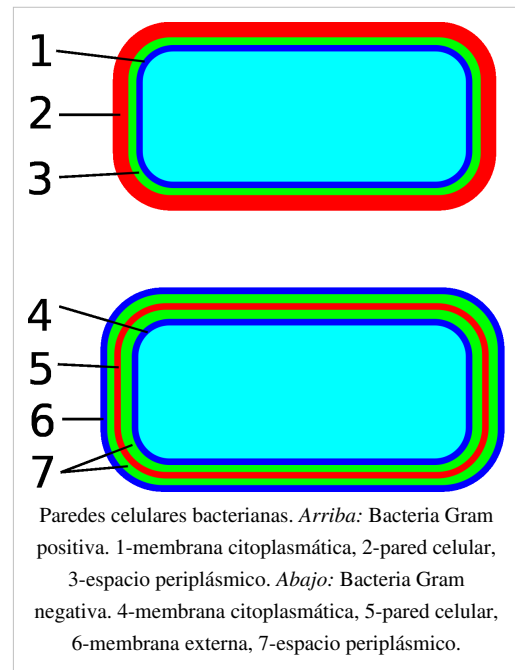 1
2
3
4
5
6
7
Paredes celulares bacterianas. Arriba: Bacteria Gram
positiva. 1-membrana citoplasmática, 2-pared celular,
3-espacio periplásmico. Abajo: Bacteria Gram
negativa. 4-membrana citoplasmática, 5-pared celular,
6-membrana externa, 7-espacio periplásmico.